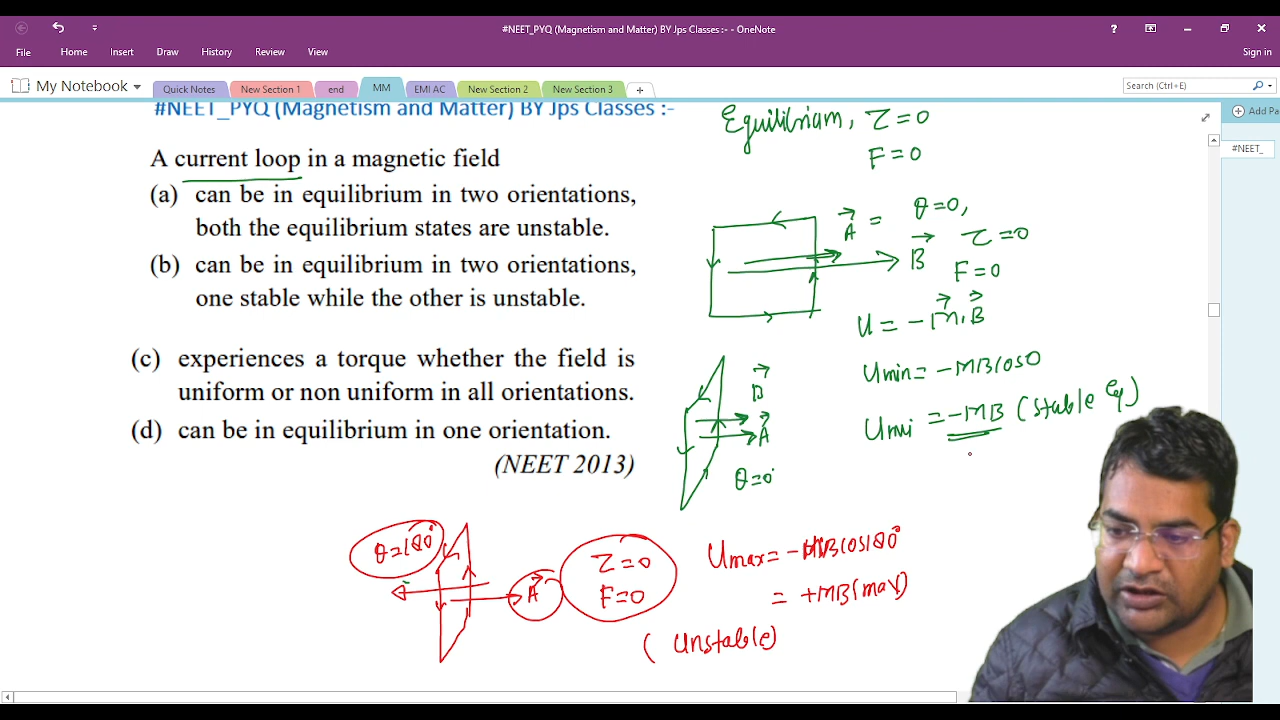 #NEET_PYQ (Magnetism and Matter) BY Jps Classes :- - OneNote
?
File Home Insert Draw History Review View
Sign in
My Notebook
Quick Notes
New Section 1
end
MM
EMI AC
New Section 2
New Section 3
+
Search (Ctrl+E)
Add Pa
#NEET_
#NEET_PYQ (Magnetism and Matter) BY Jps Classes :-
A current loop in a magnetic field
(a) can be in equilibrium in two orientations,
both the equilibrium states are unstable.
(b) can be in equilibrium in two orientations,
one stable while the other is unstable.
(c) experiences a torque whether the field is
uniform or non uniform in all orientations.
(d) can be in equilibrium in one orientation.
(NEET 2013)
Equilibrium, τ=0
F=0
A =
θ=0,
τ=0
B
F=0
U = -M.B
Umin = -MBcos0
Umi = -MB (Stable Eq)
B
A
θ=0°
θ=180°
A
τ=0
F=0
Umax = -MBcos180°
= +MB(max)
(unstable)